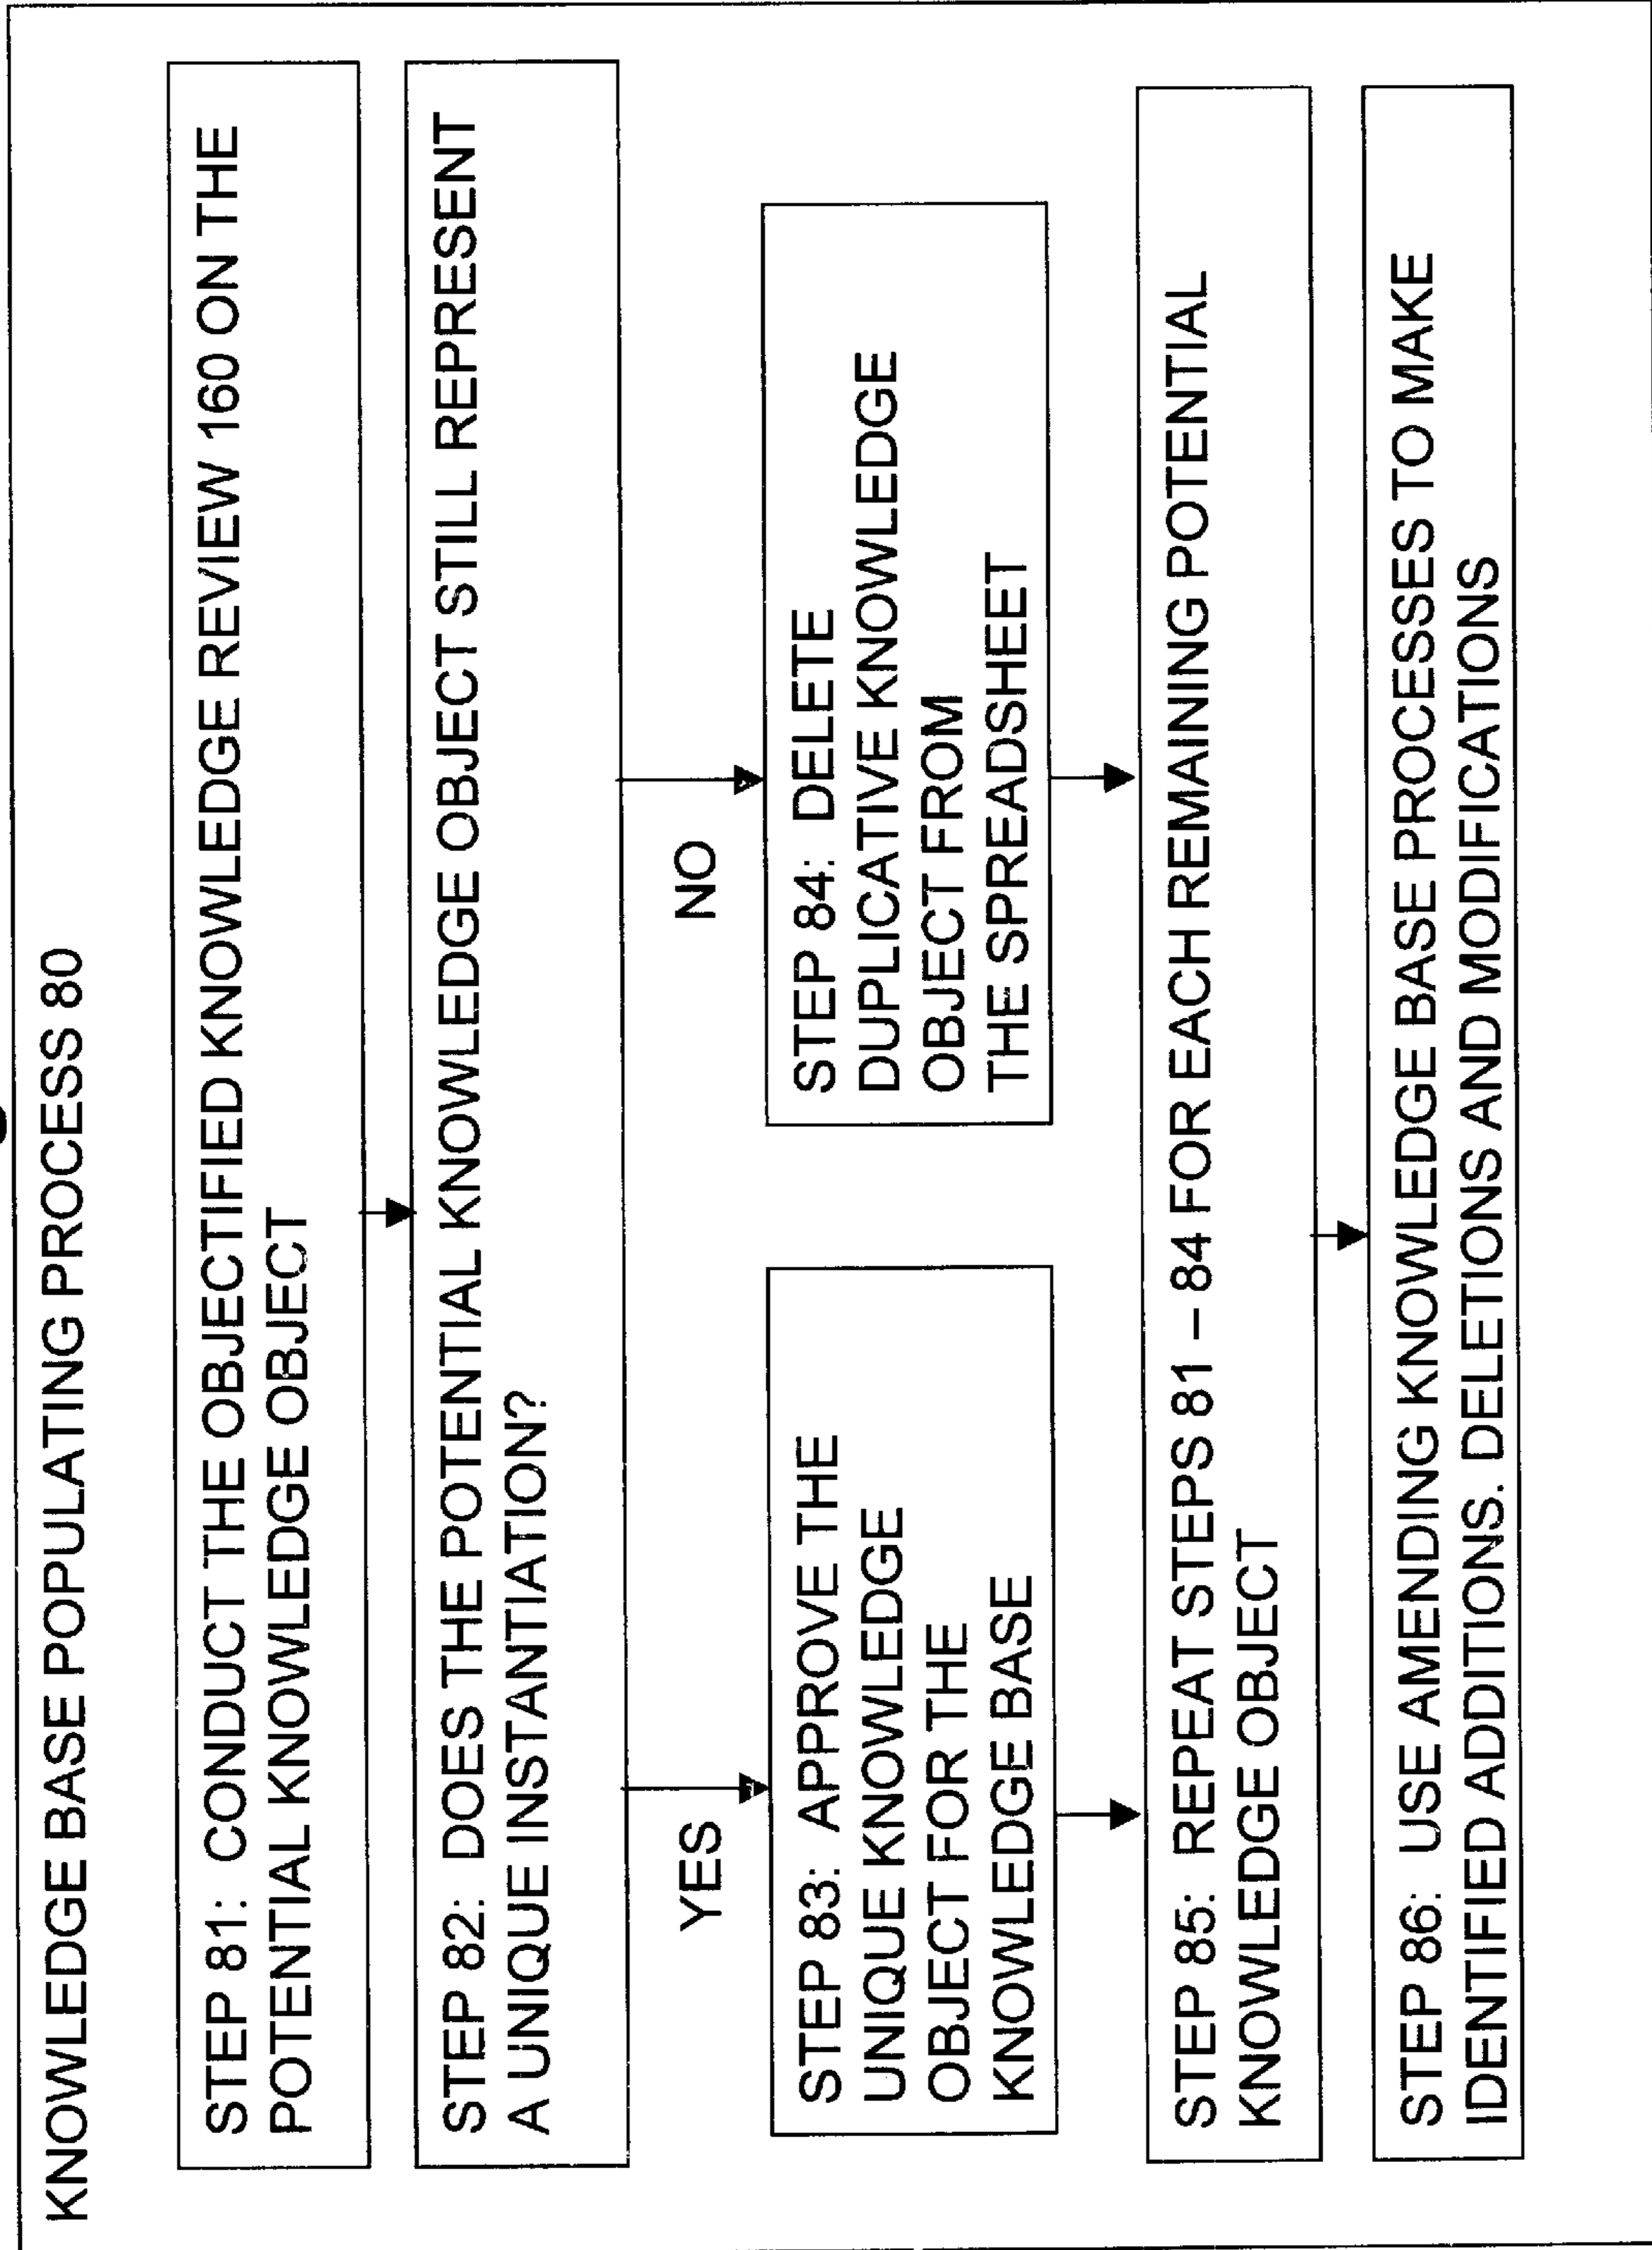 KNOWLEDGE BASE POPULATING PROCESS 80
STEP 81: CONDUCT THE OBJECTIFIED KNOWLEDGE REVIEW 160 ON THE
POTENTIAL KNOWLEDGE OBJECT
STEP 82: DOES THE POTENTIAL KNOWLEDGE OBJECT STILL REPRESENT
A UNIQUE INSTANTIATION?
YES
NO
STEP 83: APPROVE THE
UNIQUE KNOWLEDGE
OBJECT FOR THE
KNOWLEDGE BASE
STEP 84: DELETE
DUPLICATIVE KNOWLEDGE
OBJECT FROM
THE SPREADSHEET
STEP 85: REPEAT STEPS 81 – 84 FOR EACH REMAINING POTENTIAL
KNOWLEDGE OBJECT
STEP 86: USE AMENDING KNOWLEDGE BASE PROCESSES TO MAKE
IDENTIFIED ADDITIONS. DELETIONS AND MODIFICATIONS